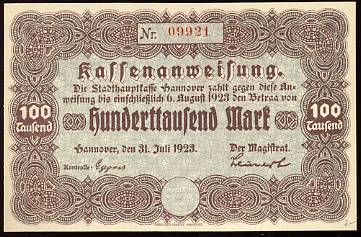 Nr. 09921
Kassenanweisung.
Die Stadthauptkasse Hannover zahlt gegen diese An-
weisung bis einschließlich 6. August 1923 den Betrag von
100 Tausend
Hunderttausend Mark
100 Tausend
Hannover, den 31. Juli 1923.
Der Magistrat.
Kontrolle: